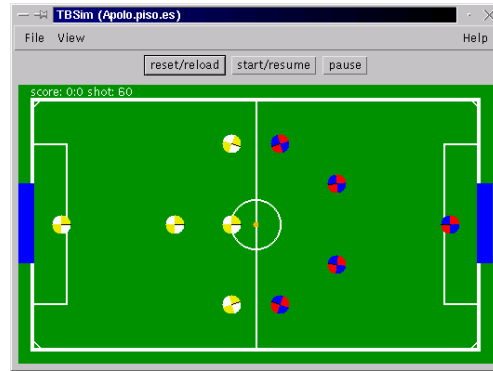 TBSim (Apolo.piso.es)
File View Help
reset/reload start/resume pause
score: 0:0 shot: 60